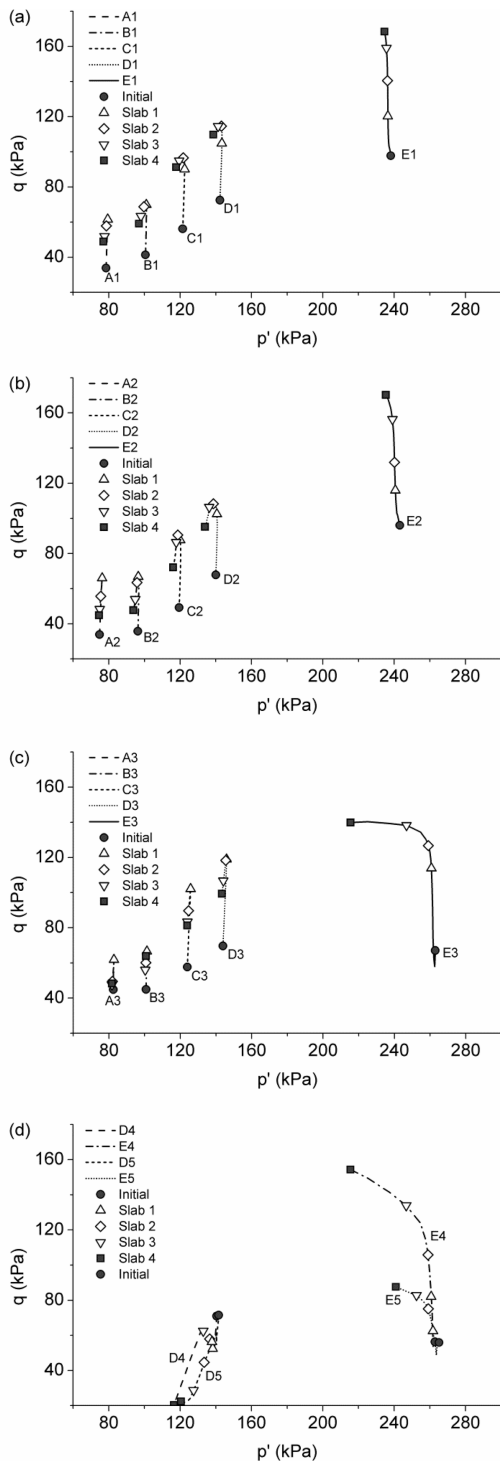 (a)
A1
B1
C1
D1
E1
Initial
Slab 1
Slab 2
Slab 3
Slab 4
160
120
80
40
q (kPa)
A1
B1
C1
D1
E1
80 120 160 200 240 280
p' (kPa)
(b)
A2
B2
C2
D2
E2
Initial
Slab 1
Slab 2
Slab 3
Slab 4
160
120
80
40
q (kPa)
A2
B2
C2
D2
E2
80 120 160 200 240 280
p' (kPa)
(c)
A3
B3
C3
D3
E3
Initial
Slab 1
Slab 2
Slab 3
Slab 4
160
120
80
40
q (kPa)
A3
B3
C3
D3
E3
80 120 160 200 240 280
p' (kPa)
(d)
D4
E4
D5
E5
Initial
Slab 1
Slab 2
Slab 3
Slab 4
Initial
160
120
80
40
q (kPa)
D4
D5
E4
E5
80 120 160 200 240 280
p' (kPa)